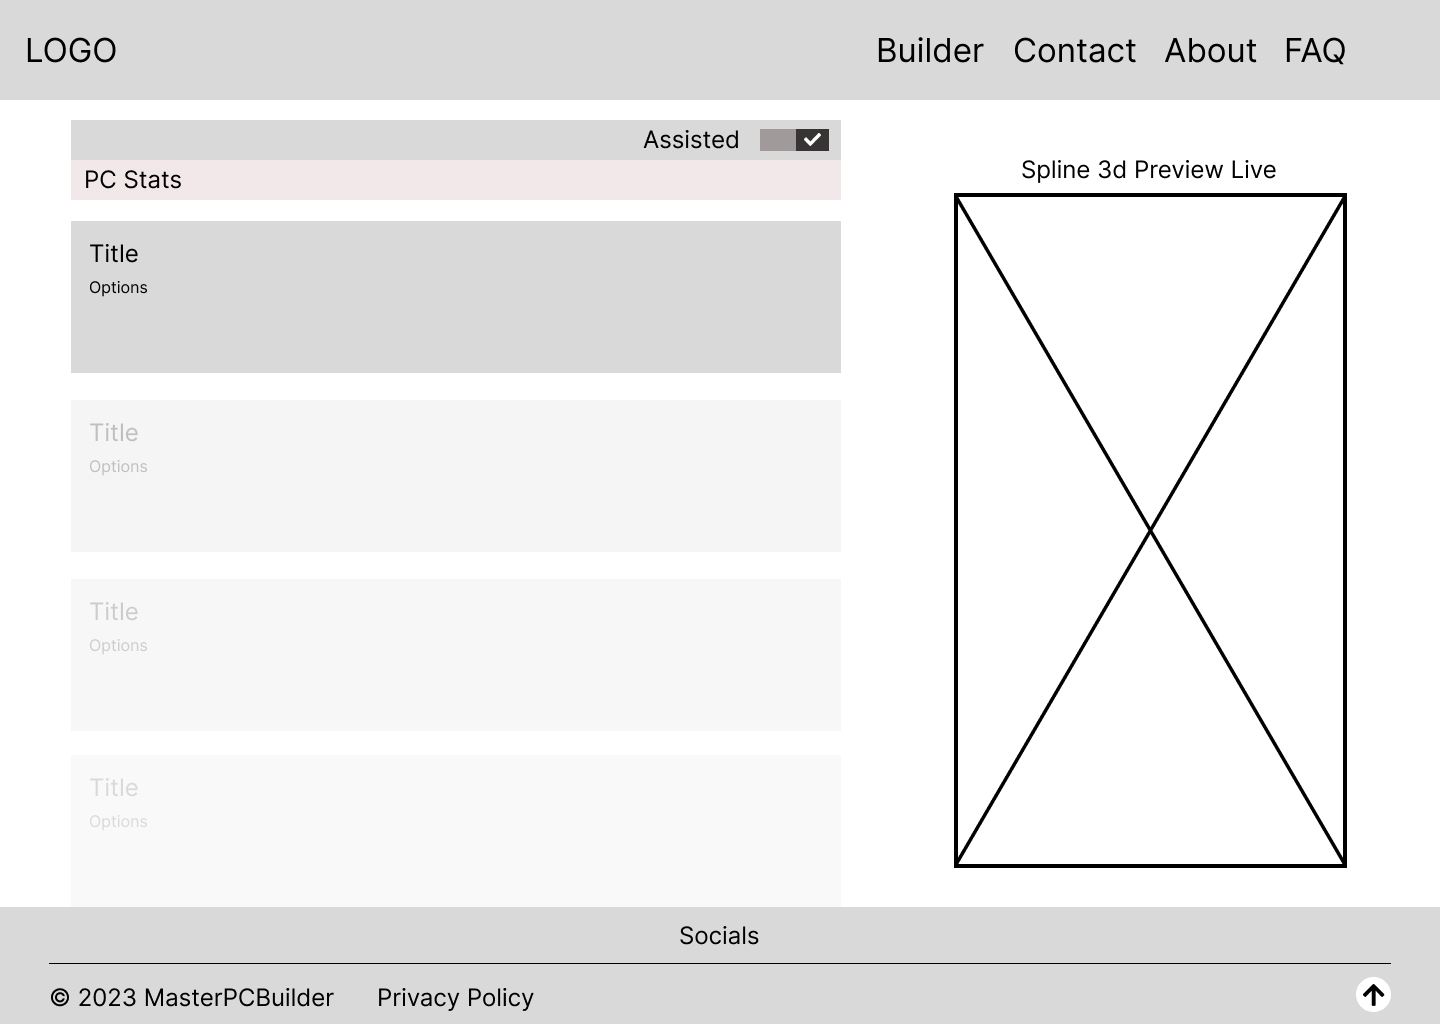 LOGO
Builder Contact About FAQ
Assisted
PC Stats
Spline 3d Preview Live
Title
Options
Title
Options
Title
Options
Title
Options
Socials
© 2023 MasterPCBuilder Privacy Policy